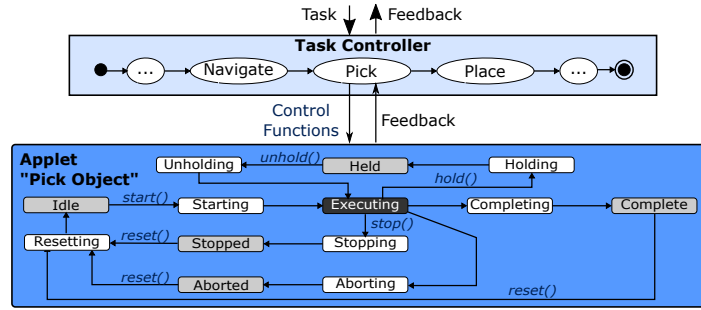 Task
Feedback
Task Controller
...
Navigate
Pick
Place
...
Control
Functions
Feedback
Applet
"Pick Object"
Unholding
unhold()
Held
Holding
hold()
Idle
start()
Starting
Executing
Completing
Complete
stop()
Resetting
reset()
Stopped
Stopping
reset()
Aborted
Aborting
reset()